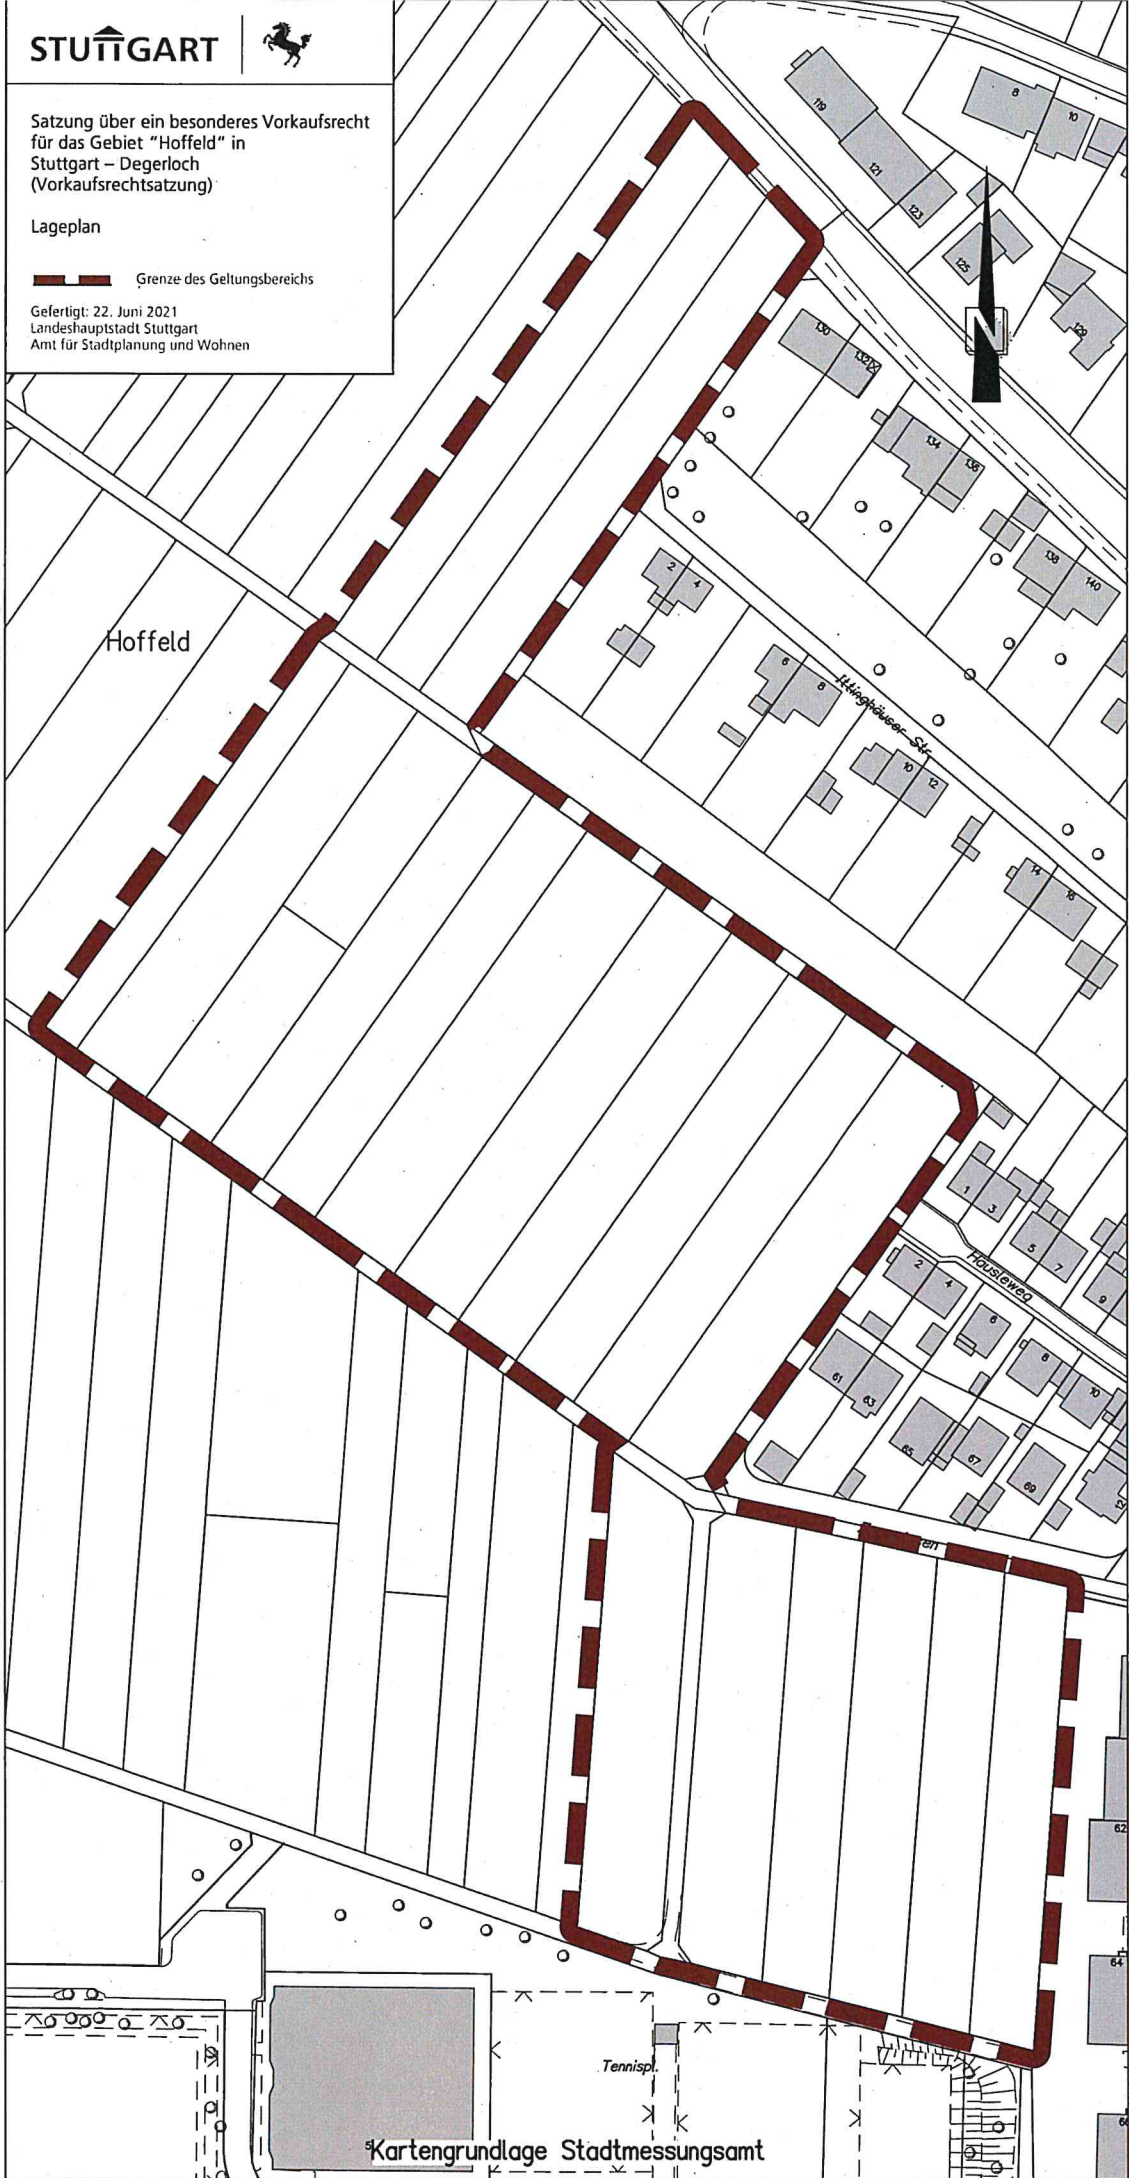 STUTTGART
Satzung über ein besonderes Vorkaufsrecht
für das Gebiet "Hoffeld" in
Stuttgart – Degerloch
(Vorkaufsrechtsatzung)
Lageplan
Grenze des Geltungsbereichs
Gefertigt: 22. Juni 2021
Landeshauptstadt Stuttgart
Amt für Stadtplanung und Wohnen
119
121
123
8
10
125
129
N
130
132
134
136
138
140
2
4
Hoffeld
6
8
Ittinghäuser Str.
10
12
14
16
1
3
5
7
9
Häusleweg
2
4
6
8
10
61
63
65
67
69
12
en
62
64
Tennispl.
Kartengrundlage Stadtmessungsamt